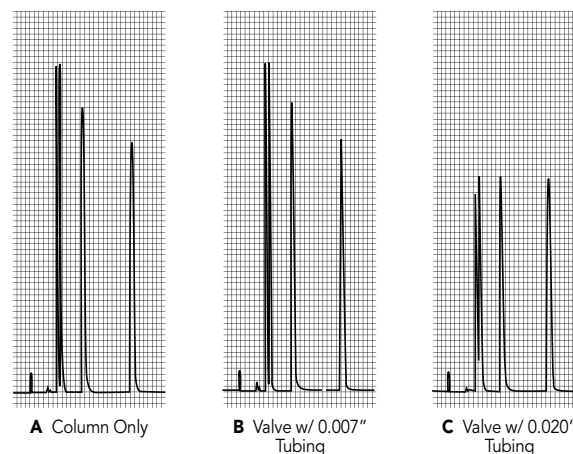 A Column Only
B Valve w/ 0.007"
Tubing
C Valve w/ 0.020"
Tubing